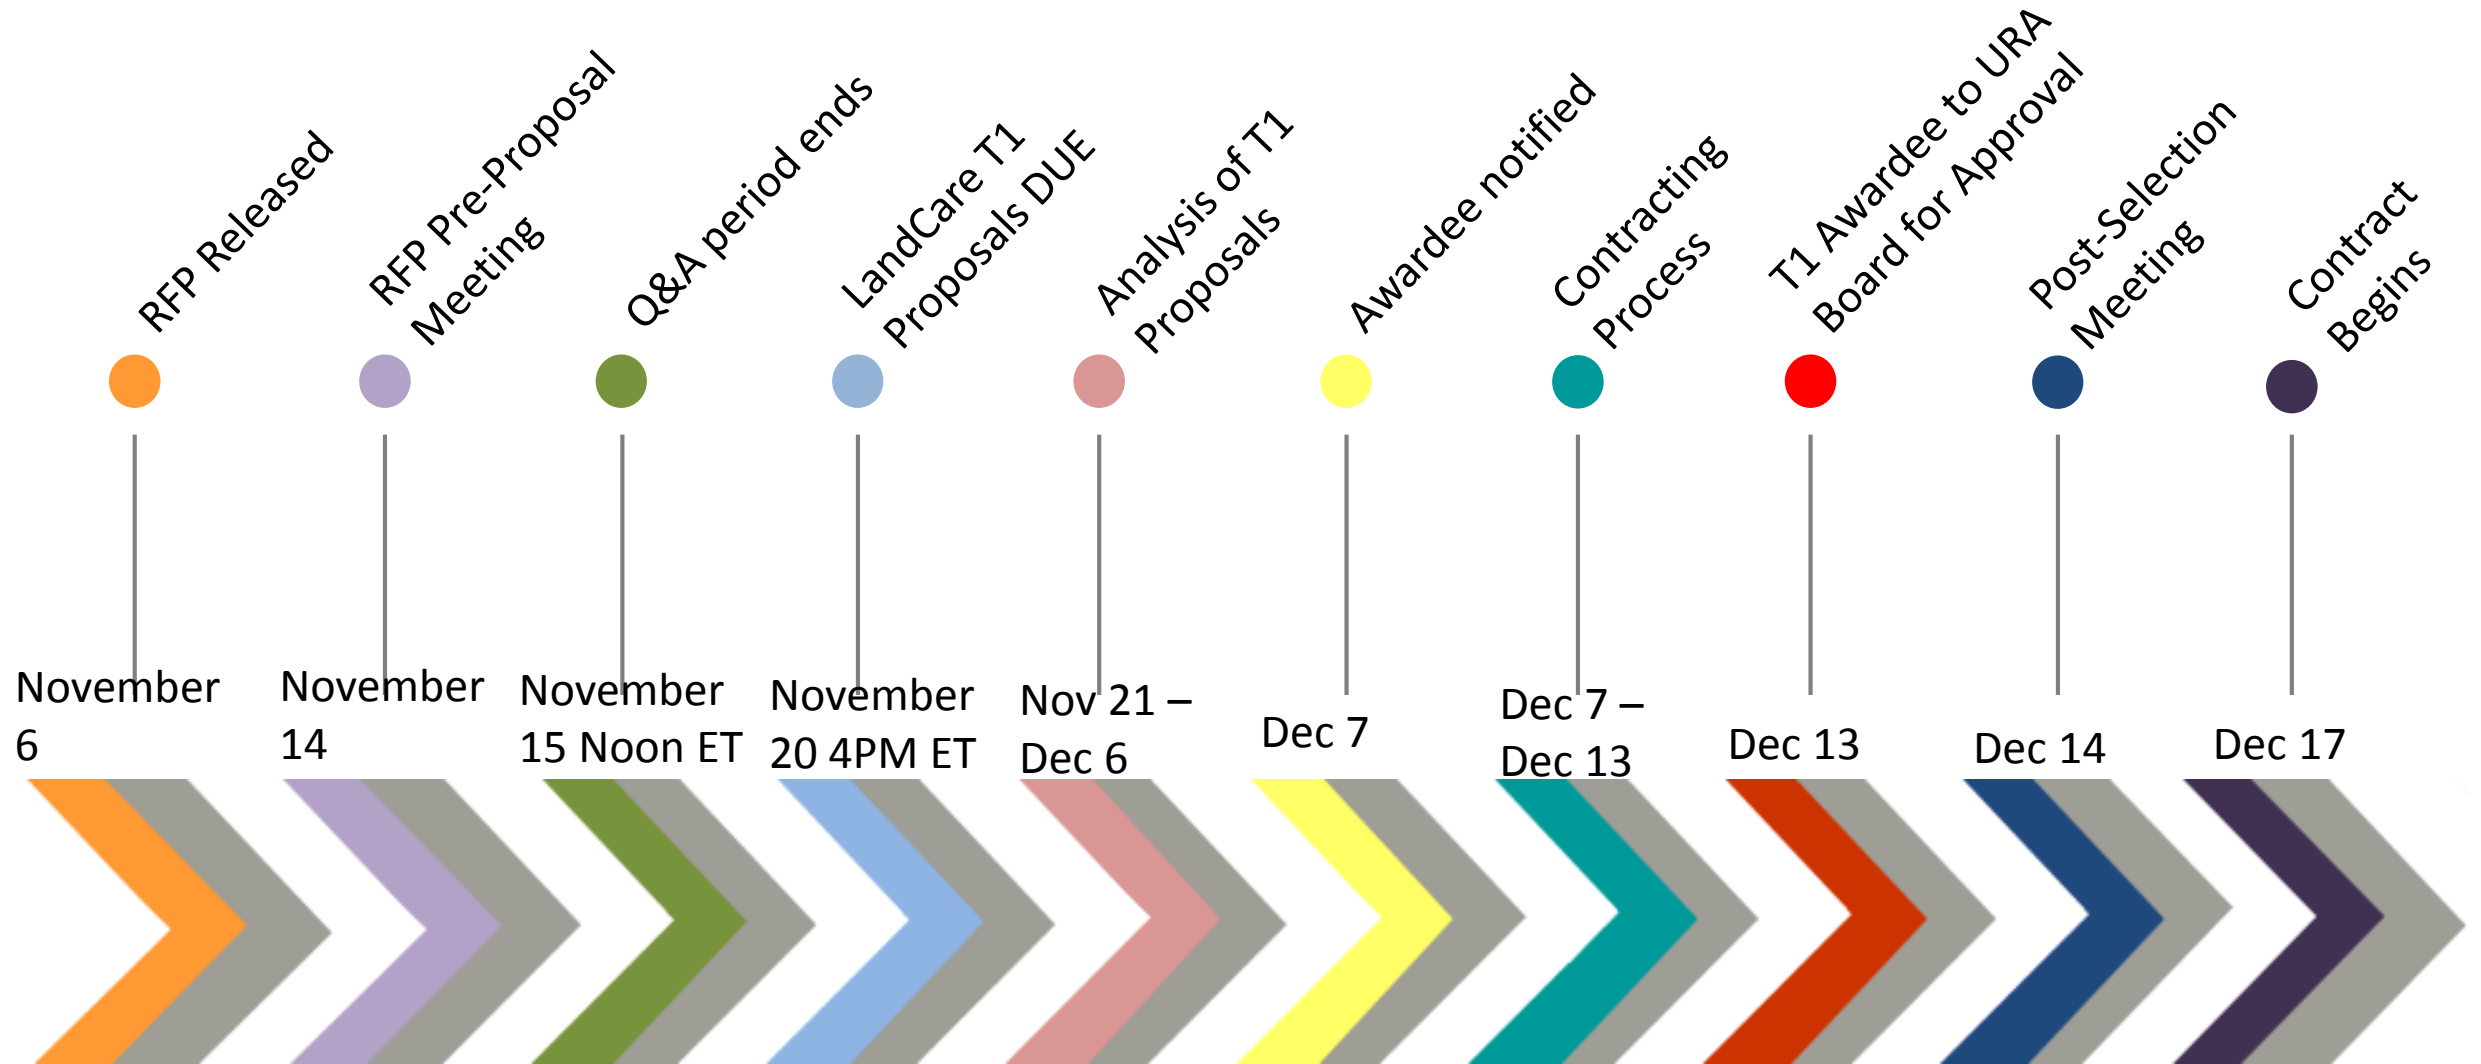 RFP Released
RFP Pre-Proposal
Meeting
Q&A period ends
LandCare T1
Proposals DUE
Analysis of T1
Proposals
Awardee notified
Contracting
Process
T1 Awardee to URA
Board for Approval
Post-Selection
Meeting
Contract
Begins
November
6
November
14
November
15 Noon ET
November
20 4PM ET
Nov 21 –
Dec 6
Dec 7
Dec 7 –
Dec 13
Dec 13
Dec 14
Dec 17